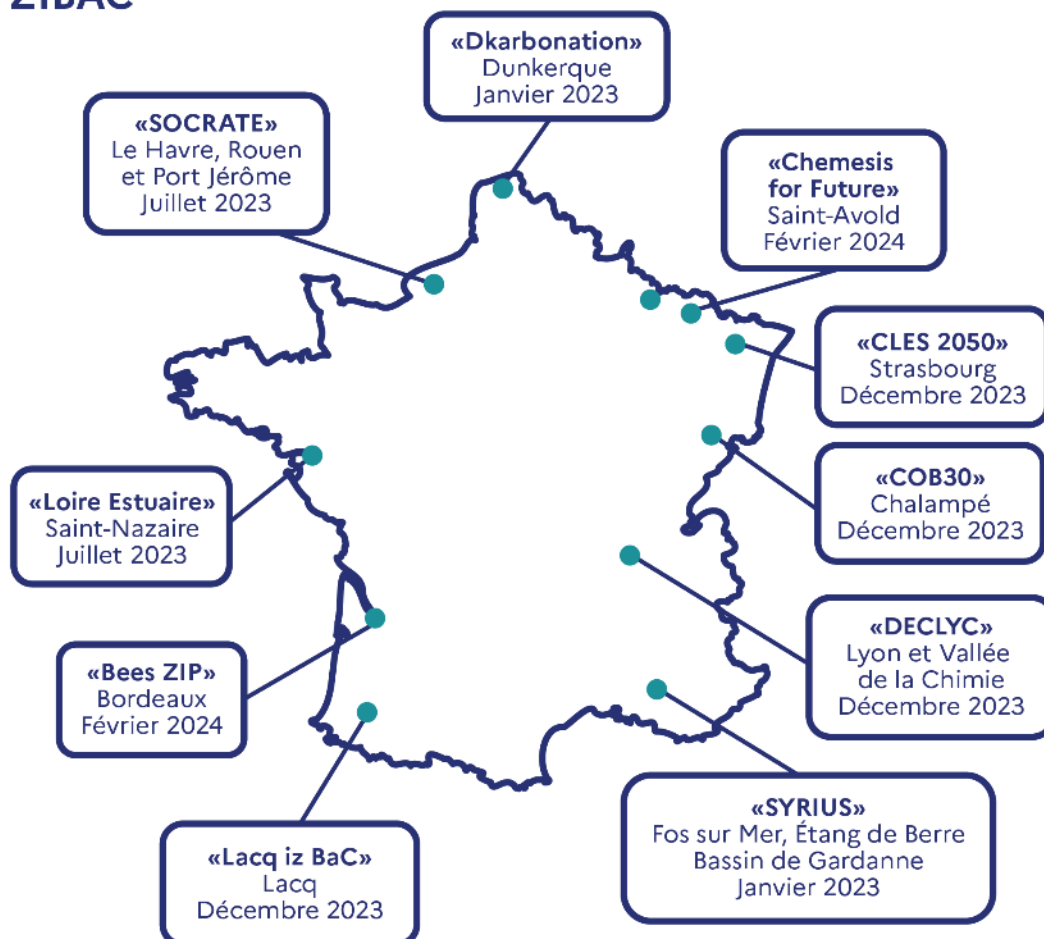 ZIBAC
«Dkarbonation»
Dunkerque
Janvier 2023
«SOCRATE»
Le Havre, Rouen
et Port Jérôme
Juillet 2023
«Chemesis
for Future»
Saint-Avold
Février 2024
«CLES 2050»
Strasbourg
Décembre 2023
«COB30»
Chalampé
Décembre 2023
«Loire Estuaire»
Saint-Nazaire
Juillet 2023
«DECLYC»
Lyon et Vallée
de la Chimie
Décembre 2023
«Bees ZIP»
Bordeaux
Février 2024
«SYRIUS»
Fos sur Mer, Étang de Berre
Bassin de Gardanne
Janvier 2023
«Lacq iz BaC»
Lacq
Décembre 2023